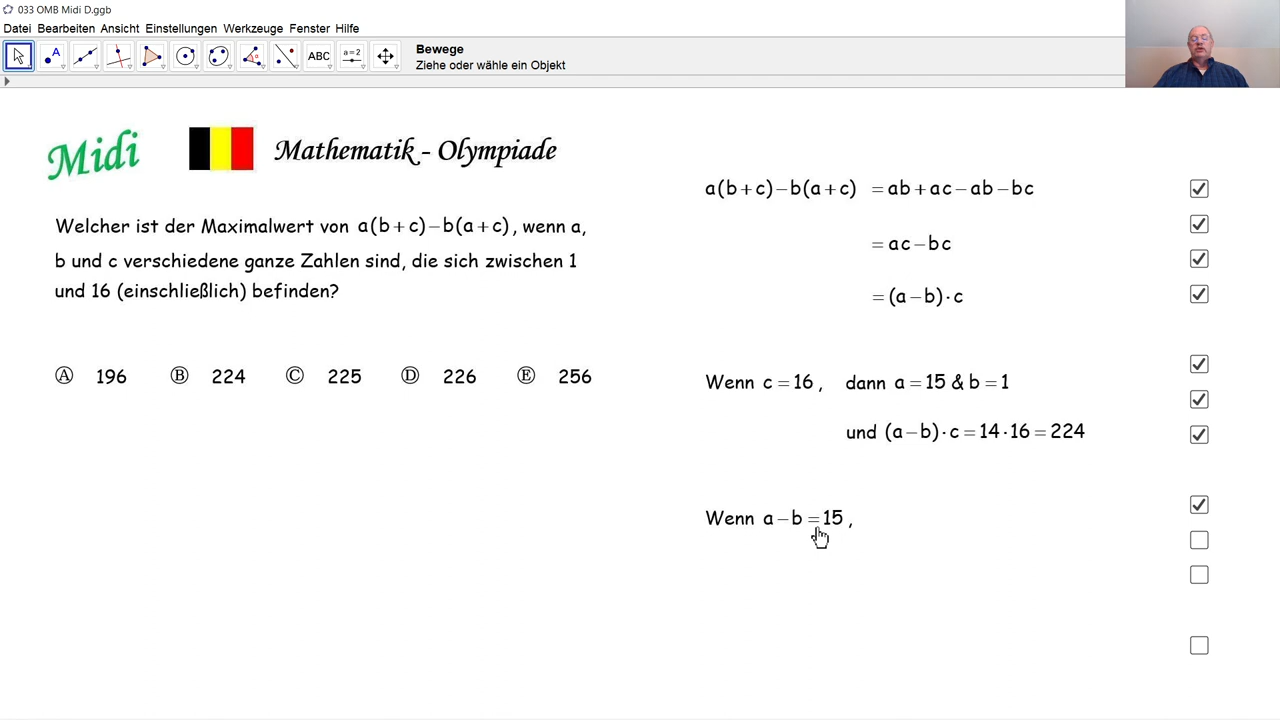 033 OMB Midi D.ggb
Datei Bearbeiten Ansicht Einstellungen Werkzeuge Fenster Hilfe
A ABC a=2
Bewege
Ziehe oder wähle ein Objekt
Midi
Mathematik - Olympiade
Welcher ist der Maximalwert von a(b+c)−b(a+c), wenn a,
b und c verschiedene ganze Zahlen sind, die sich zwischen 1
und 16 (einschließlich) befinden?
Ⓐ 196 Ⓑ 224 Ⓒ 225 Ⓓ 226 Ⓔ 256
a(b+c)−b(a+c) = ab+ac−ab−bc
= ac−bc
= (a−b)·c
Wenn c=16, dann a=15 & b=1
und (a−b)·c=14·16=224
Wenn a−b=15,